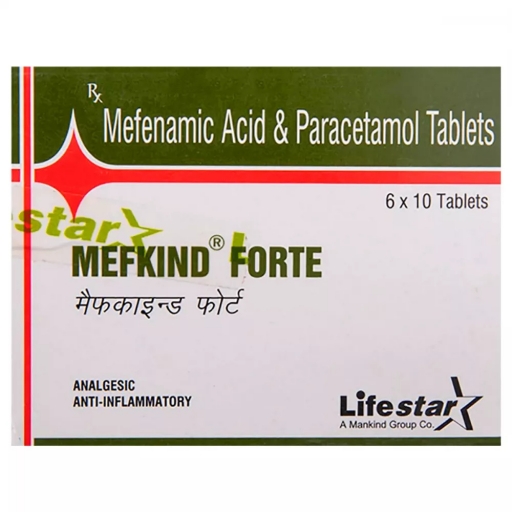 Rx
Mefenamic Acid & Paracetamol Tablets
6 x 10 Tablets
star
MEFKIND® FORTE
मैफकाइन्ड फोर्ट
ANALGESIC
ANTI-INFLAMMATORY
Lifestar
A Mankind Group Co.